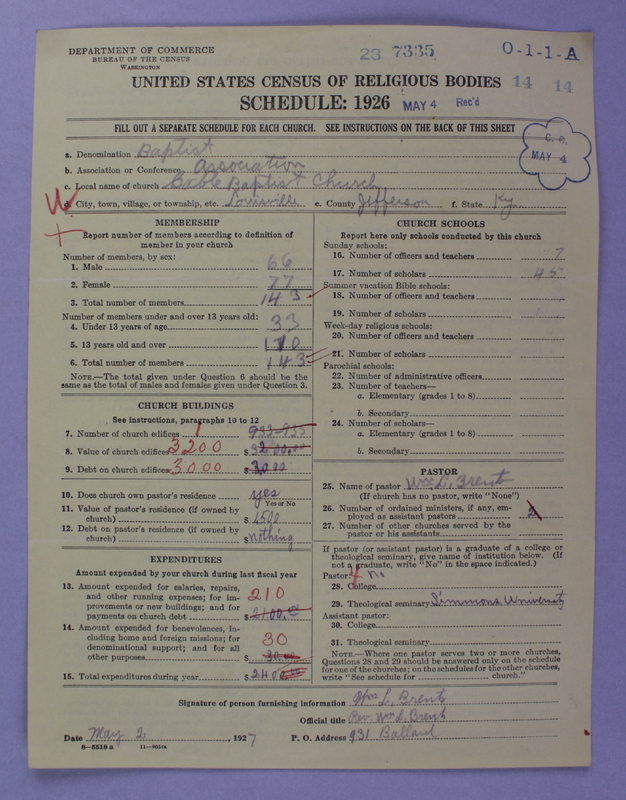 DEPARTMENT OF COMMERCE
BUREAU OF THE CENSUS
WASHINGTON
23 7335
O-1-1-A
UNITED STATES CENSUS OF RELIGIOUS BODIES 14 14
SCHEDULE: 1926 MAY 4 Rec'd
FILL OUT A SEPARATE SCHEDULE FOR EACH CHURCH. SEE INSTRUCTIONS ON THE BACK OF THIS SHEET
MAY 4
a. Denomination Baptist
b. Association or Conference Association
c. Local name of church Cable Baptist Church
d. City, town, village, or township, etc. Louisville e. County Jefferson f. State Ky.
MEMBERSHIP
Report number of members according to definition of
member in your church
Number of members, by sex:
1. Male 66
2. Female 77
3. Total number of members 143
Number of members under and over 13 years old:
4. Under 13 years of age 33
5. 13 years old and over 110
6. Total number of members 143
NOTE.—The total given under Question 6 should be the
same as the total of males and females given under Question 3.
CHURCH BUILDINGS
See instructions, paragraphs 10 to 12
7. Number of church edifices 1 933-935
8. Value of church edifices 3200 $ 3200.00
9. Debt on church edifices 3000 $ 3000
10. Does church own pastor's residence yes
Yes or No
11. Value of pastor's residence (if owned by
church) $ 1500
12. Debt on pastor's residence (if owned by
church) $ nothing
EXPENDITURES
Amount expended by your church during last fiscal year
13. Amount expended for salaries, repairs,
and other running expenses; for im-
provements or new buildings; and for
payments on church debt 210 $ 2100.00
14. Amount expended for benevolences, in-
cluding home and foreign missions; for
denominational support; and for all
other purposes 30 $ 30.00
15. Total expenditures during year $ 240
CHURCH SCHOOLS
Report here only schools conducted by this church
Sunday schools:
16. Number of officers and teachers 7
17. Number of scholars 45
Summer vacation Bible schools:
18. Number of officers and teachers
19. Number of scholars
Week-day religious schools:
20. Number of officers and teachers
21. Number of scholars
Parochial schools:
22. Number of administrative officers
23. Number of teachers—
a. Elementary (grades 1 to 8)
b. Secondary
24. Number of scholars—
a. Elementary (grades 1 to 8)
b. Secondary
PASTOR
25. Name of pastor Wm L. Brent
(If church has no pastor, write "None")
26. Number of ordained ministers, if any, em-
ployed as assistant pastors 2
27. Number of other churches served by the
pastor or his assistants
If pastor (or assistant pastor) is a graduate of a college or
theological seminary, give name of institution below. (If
not a graduate, write "No" in the space indicated.)
Pastor: No
28. College
29. Theological seminary Simmons University
Assistant pastor:
30. College
31. Theological seminary
NOTE.—Where one pastor serves two or more churches,
Questions 28 and 29 should be answered only on the schedule
for one of the churches; on the schedules for the other churches,
write "See schedule for church."
Signature of person furnishing information Wm L. Brent
Official title Rev. Wm L. Brent
Date May 2, 1927 P. O. Address 931 Ballard
8—5518 a